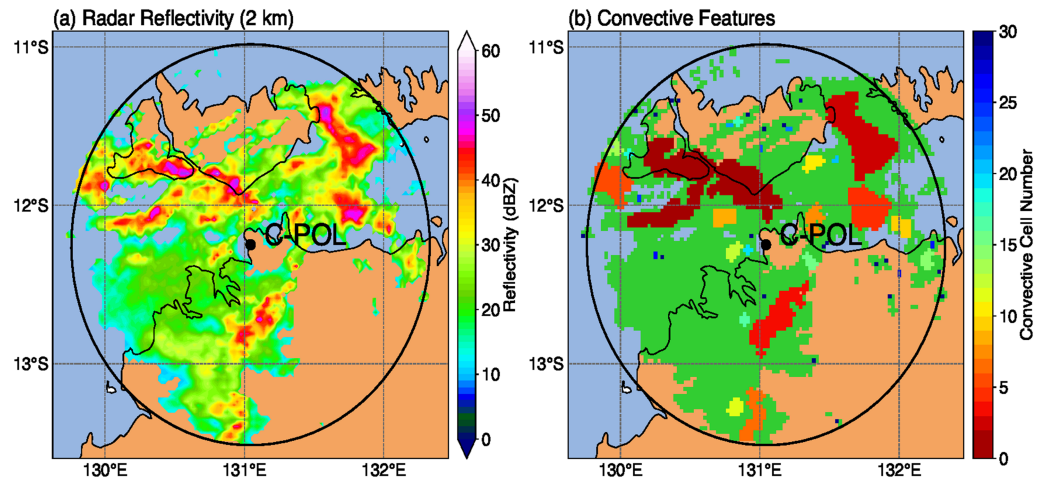 (a) Radar Reflectivity (2 km)
11°S
12°S
13°S
130°E
131°E
132°E
C-POL
60
50
40
30
20
10
0
Reflectivity (dBZ)
(b) Convective Features
11°S
12°S
13°S
130°E
131°E
132°E
C-POL
30
25
20
15
10
5
0
Convective Cell Number